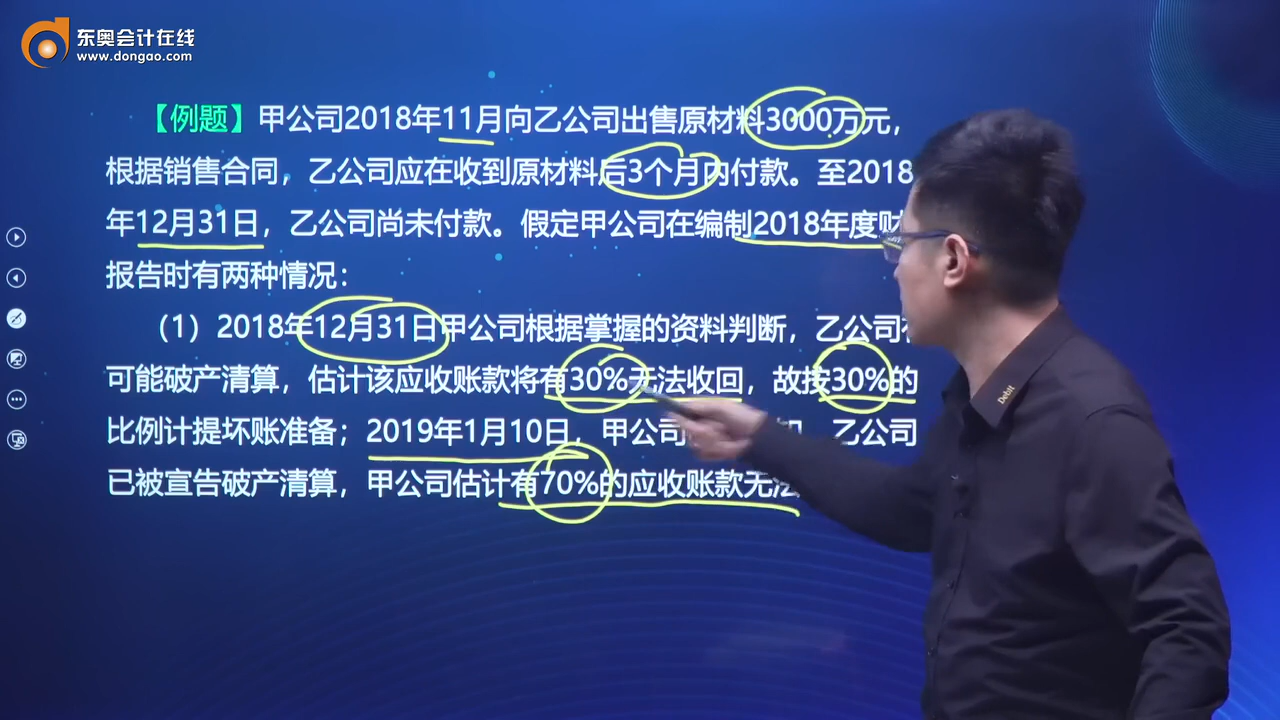 东奥会计在线
www.dongao.com
【例题】甲公司2018年11月向乙公司出售原材料3000万元，
根据销售合同，乙公司应在收到原材料后3个月内付款。至2018
年12月31日，乙公司尚未付款。假定甲公司在编制2018年度财
报告时有两种情况：
（1）2018年12月31日甲公司根据掌握的资料判断，乙公司
可能破产清算，估计该应收账款将有30%无法收回，故按30%的
比例计提坏账准备；2019年1月10日，甲公司 乙公司
已被宣告破产清算，甲公司估计有70%的应收账款无法
Debit